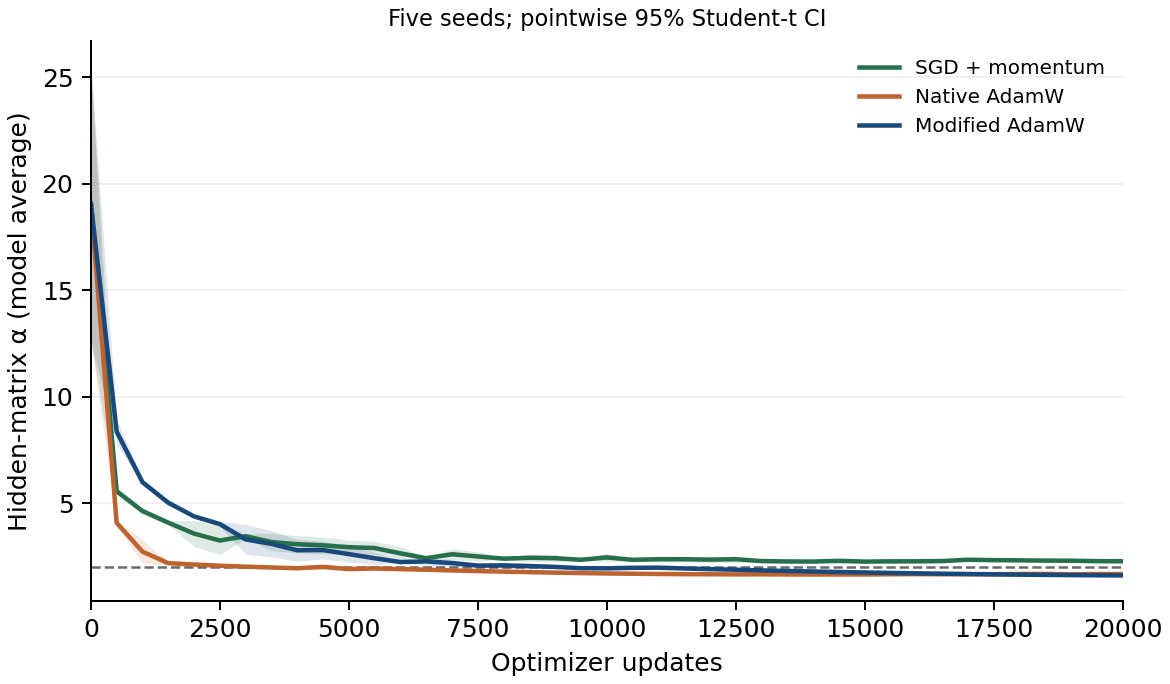 Five seeds; pointwise 95% Student-t CI
SGD + momentum
Native AdamW
Modified AdamW
Hidden-matrix α (model average)
25
20
15
10
5
0 2500 5000 7500 10000 12500 15000 17500 20000
Optimizer updates